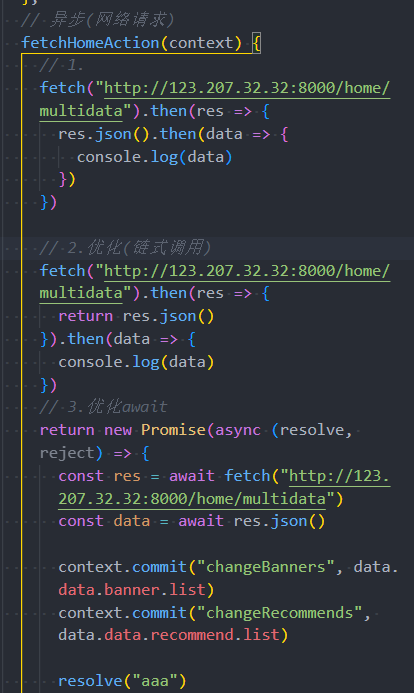 },
// 异步(网络请求)
fetchHomeAction(context) {
// 1.
fetch("http://123.207.32.32:8000/home/
multidata").then(res => {
res.json().then(data => {
console.log(data)
})
})
// 2.优化(链式调用)
fetch("http://123.207.32.32:8000/home/
multidata").then(res => {
return res.json()
}).then(data => {
console.log(data)
})
// 3.优化await
return new Promise(async (resolve,
reject) => {
const res = await fetch("http://123.
207.32.32:8000/home/multidata")
const data = await res.json()
context.commit("changeBanners", data.
data.banner.list)
context.commit("changeRecommends",
data.data.recommend.list)
resolve("aaa")